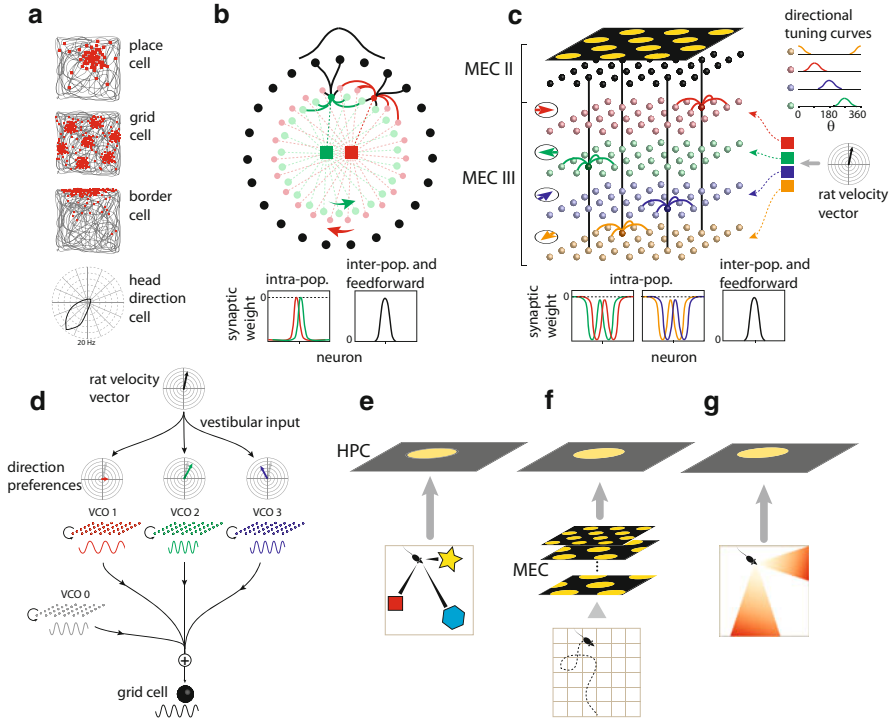 a
place
cell
grid
cell
border
cell
head
direction
cell
20 Hz
b
synaptic
weight
intra-pop.
0
inter-pop. and
feedforward
0
neuron
c
MEC II
MEC III
directional
tuning curves
0
180
360
θ
rat velocity
vector
synaptic
weight
intra-pop.
0
inter-pop. and
feedforward
0
neuron
d
rat velocity
vector
vestibular input
direction
preferences
VCO 1
VCO 2
VCO 3
VCO 0
+
grid cell
e
HPC
f
MEC
g